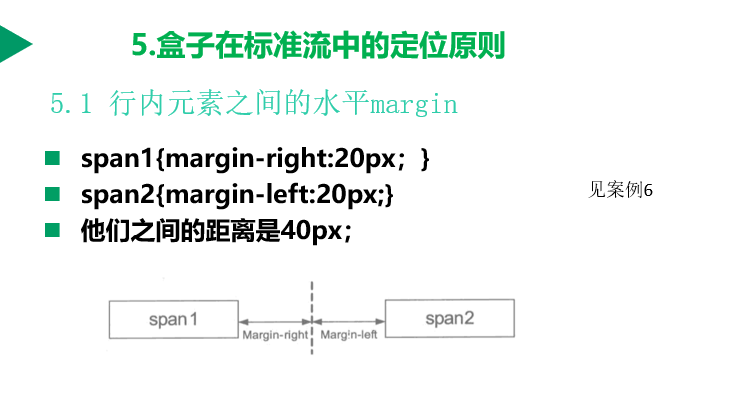 5.盒子在标准流中的定位原则
5.1 行内元素之间的水平margin
span1{margin-right:20px；}
span2{margin-left:20px;}
他们之间的距离是40px；
见案例6
span1
span2
Margin-right
Margin-left